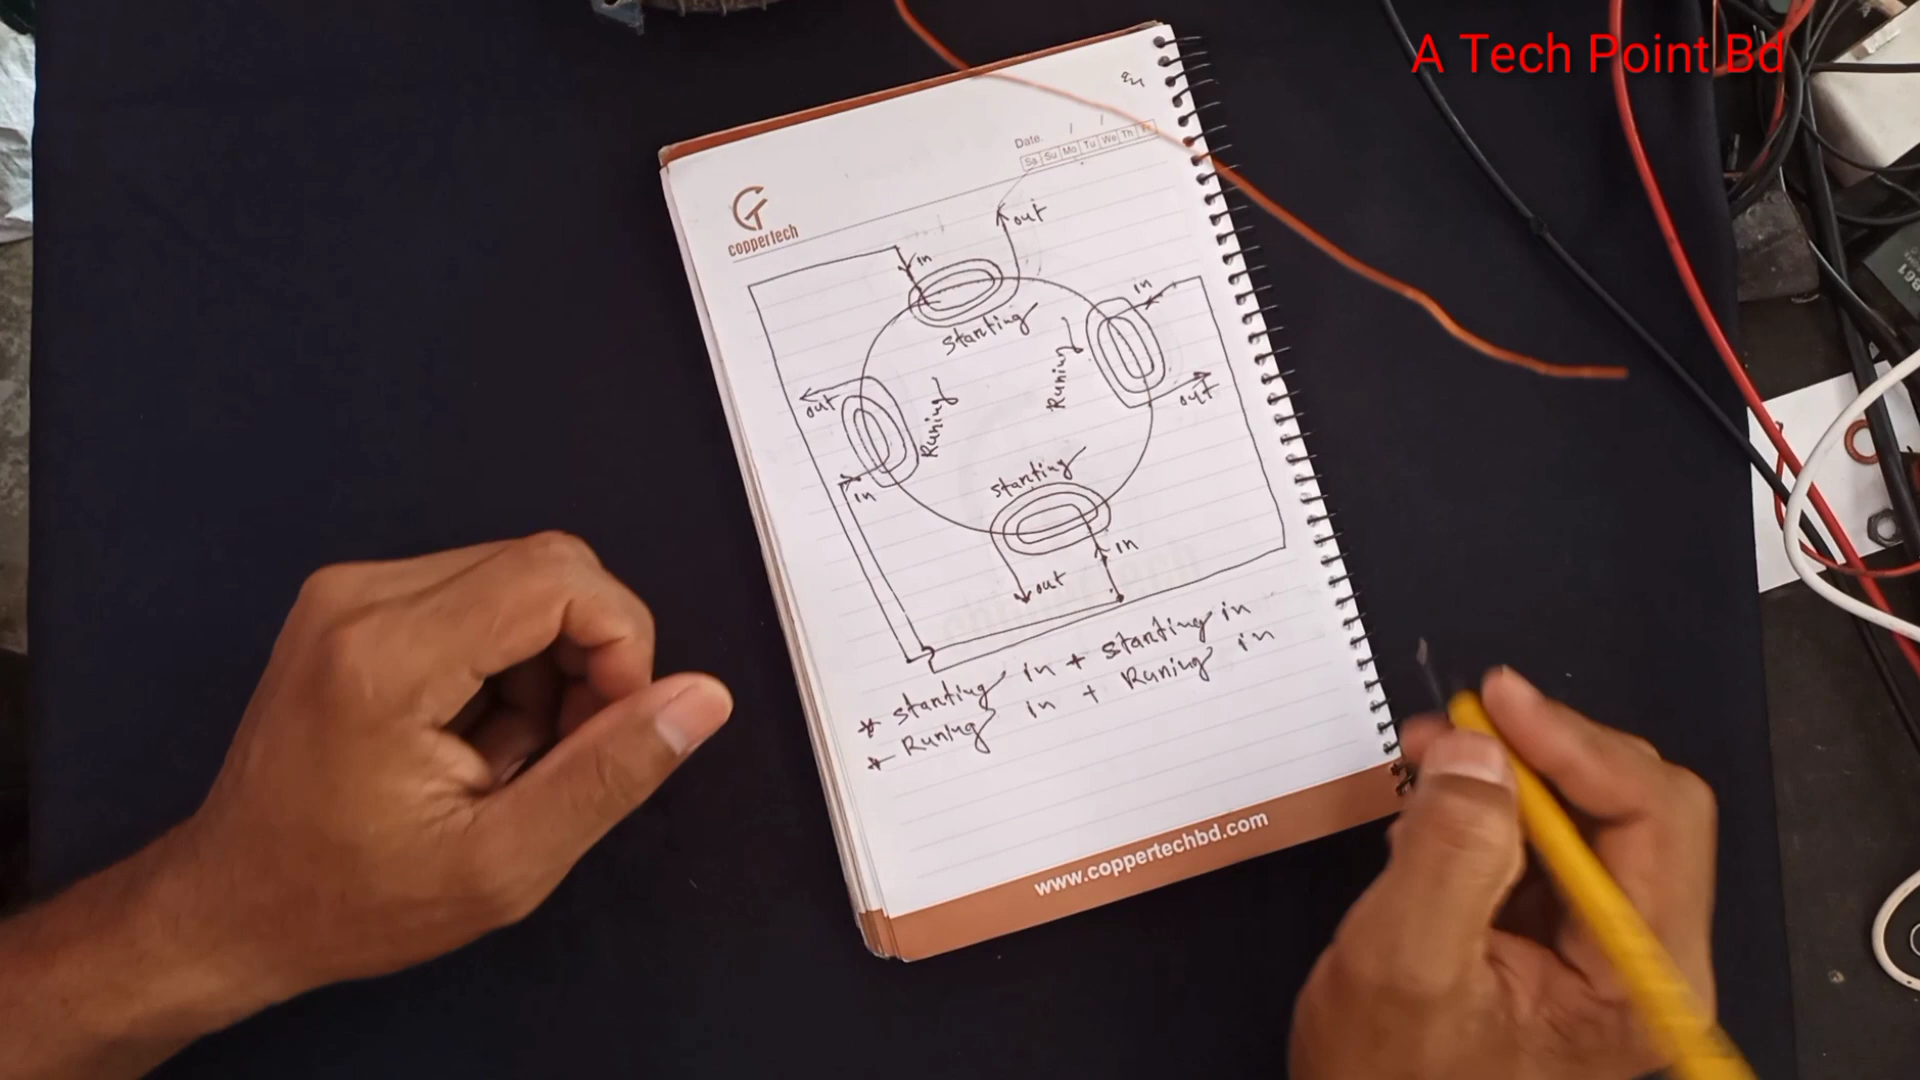 A Tech Point Bd
Date.
Sa Su Mo Tu We Th Fr
coppertech
out
in
in
Starting
Runing
out
out
Runing
Starting
in
in
out
* Starting in + Starting in
* Runing in + Runing in
www.coppertechbd.com